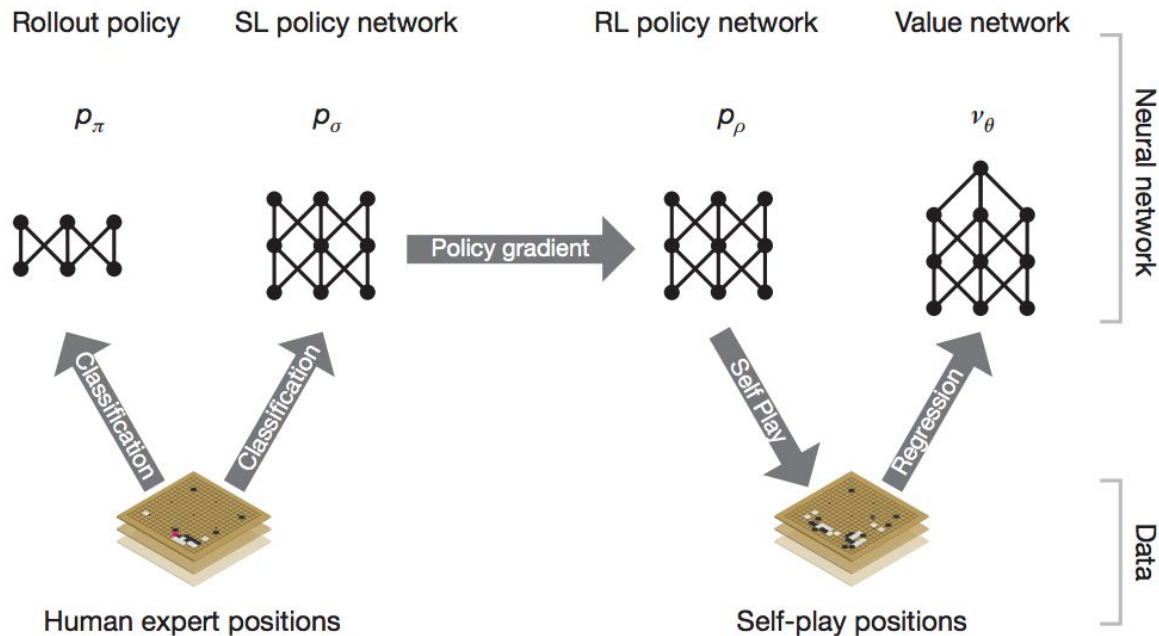 Rollout policy
SL policy network
RL policy network
Value network
pπ
pσ
pρ
νθ
Neural network
Policy gradient
Classification
Classification
Self Play
Regression
Data
Human expert positions
Self-play positions